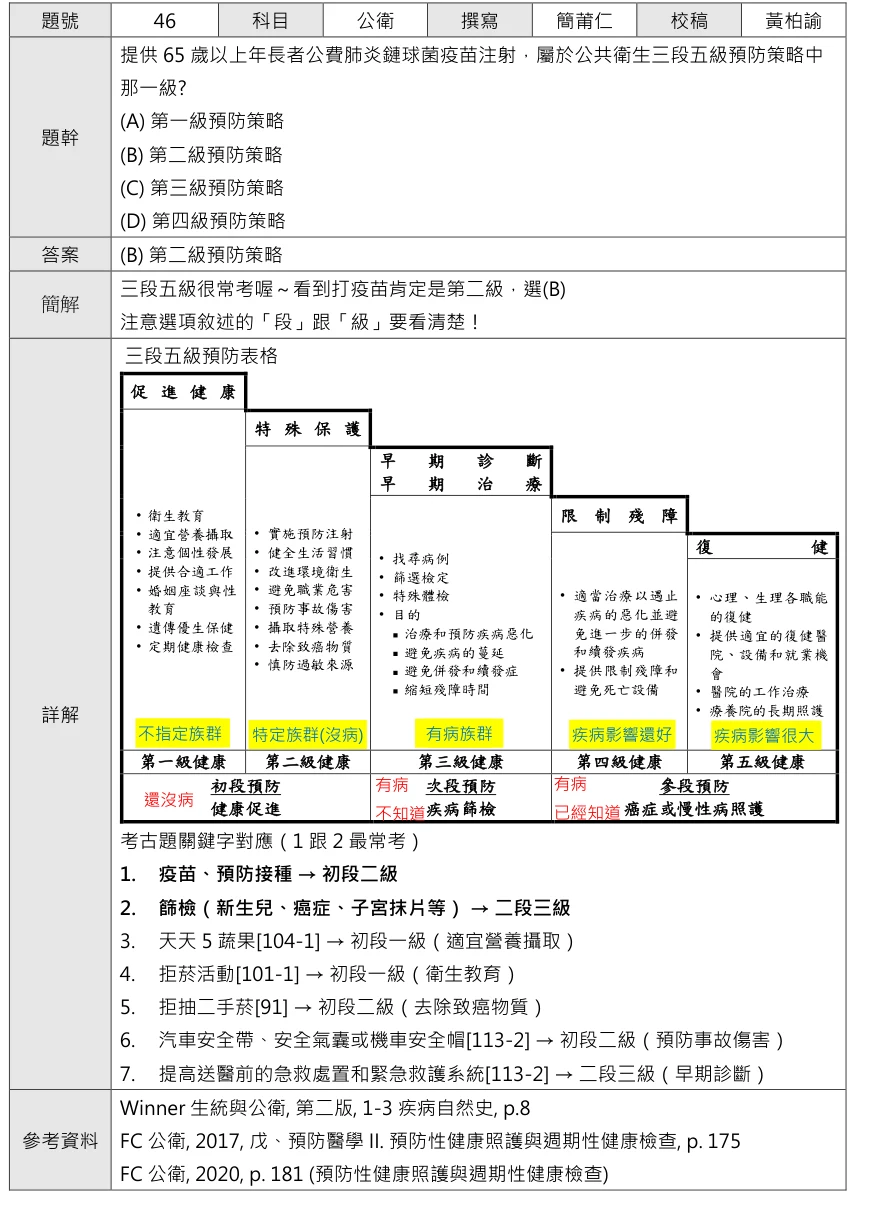 題號 46 科目 公衛 撰寫 簡莆仁 校稿 黃柏諭
題幹
提供 65 歲以上年長者公費肺炎鏈球菌疫苗注射，屬於公共衛生三段五級預防策略中
那一級?
(A) 第一級預防策略
(B) 第二級預防策略
(C) 第三級預防策略
(D) 第四級預防策略
答案
(B) 第二級預防策略
簡解
三段五級很常考喔～看到打疫苗肯定是第二級，選(B)
注意選項敘述的「段」跟「級」要看清楚！
詳解
三段五級預防表格
促進健康
• 衛生教育
• 適宜營養攝取
• 注意個性發展
• 提供合適工作
• 婚姻座談與性
教育
• 遺傳優生保健
• 定期健康檢查
不指定族群
第一級健康
特殊保護
• 實施預防注射
• 健全生活習慣
• 改進環境衛生
• 避免職業危害
• 預防事故傷害
• 攝取特殊營養
• 去除致癌物質
• 慎防過敏來源
特定族群(沒病)
第二級健康
早期診斷
早期治療
• 找尋病例
• 篩選檢定
• 特殊體檢
• 目的
▪ 治療和預防疾病惡化
▪ 避免疾病的蔓延
▪ 避免併發和續發症
▪ 縮短殘障時間
有病族群
第三級健康
限制殘障
• 適當治療以遏止
疾病的惡化並避
免進一步的併發
和續發疾病
• 提供限制殘障和
避免死亡設備
疾病影響還好
第四級健康
復健
• 心理、生理各職能
的復健
• 提供適宜的復健醫
院、設備和就業機
會
• 醫院的工作治療
• 療養院的長期照護
疾病影響很大
第五級健康
還沒病
初段預防
健康促進
有病
不知道
次段預防
疾病篩檢
有病
已經知道
參段預防
癌症或慢性病照護
考古題關鍵字對應（1 跟 2 最常考）
1. 疫苗、預防接種 → 初段二級
2. 篩檢（新生兒、癌症、子宮抹片等） → 二段三級
3. 天天 5 蔬果[104-1] → 初段一級（適宜營養攝取）
4. 拒菸活動[101-1] → 初段一級（衛生教育）
5. 拒抽二手菸[91] → 初段二級（去除致癌物質）
6. 汽車安全帶、安全氣囊或機車安全帽[113-2] → 初段二級（預防事故傷害）
7. 提高送醫前的急救處置和緊急救護系統[113-2] → 二段三級（早期診斷）
參考資料
Winner 生統與公衛, 第二版, 1-3 疾病自然史, p.8
FC 公衛, 2017, 戊、預防醫學 II. 預防性健康照護與週期性健康檢查, p. 175
FC 公衛, 2020, p. 181 (預防性健康照護與週期性健康檢查)